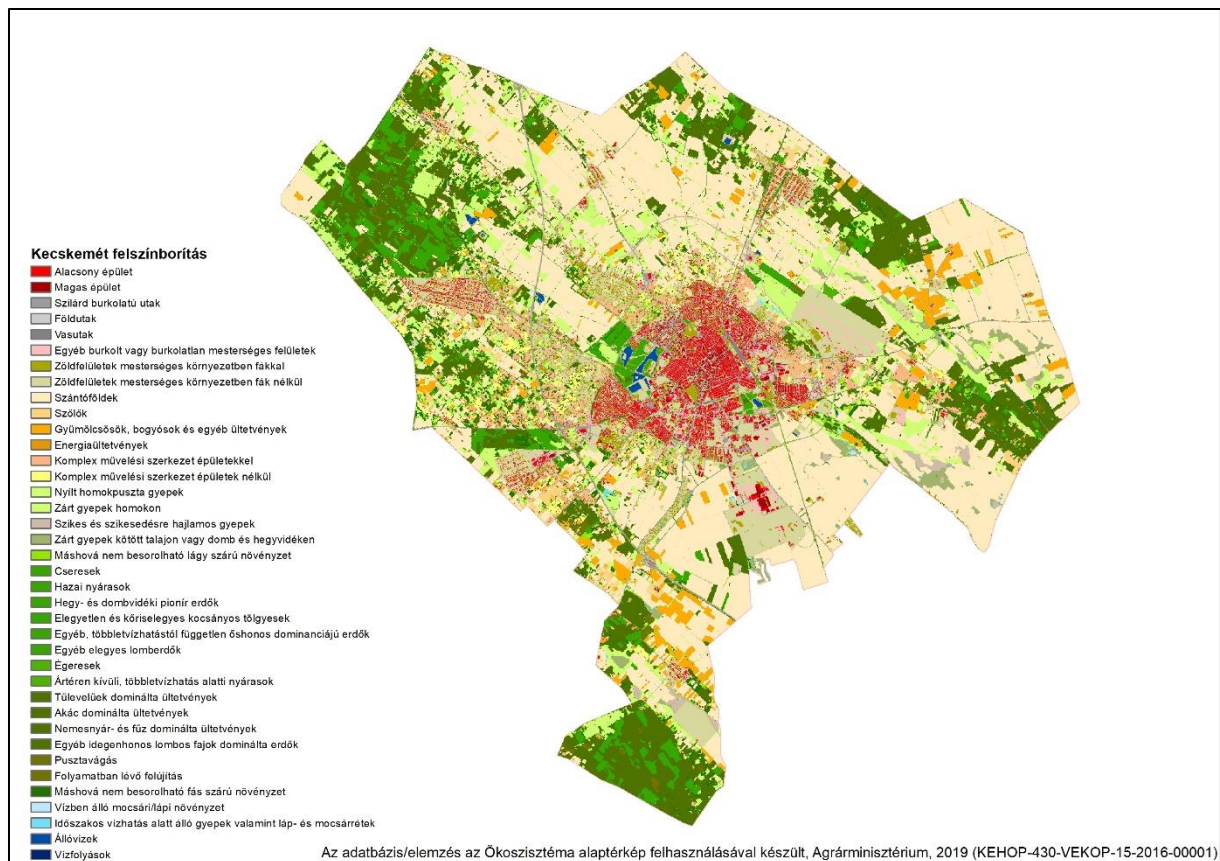 Kecskemét felszínborítás
Alacsony épület
Magas épület
Szilárd burkolatú utak
Földutak
Vasutak
Egyéb burkolt vagy burkolatlan mesterséges felületek
Zöldfelületek mesterséges környezetben fákkal
Zöldfelületek mesterséges környezetben fák nélkül
Szántóföldek
Szőlők
Gyümölcsösök, bogyósok és egyéb ültetvények
Energiaültetvények
Komplex művelési szerkezet épületekkel
Komplex művelési szerkezet épületek nélkül
Nyílt homokpuszta gyepek
Zárt gyepek homokon
Szikes és szikesedésre hajlamos gyepek
Zárt gyepek kötött talajon vagy domb és hegyvidéken
Máshová nem besorolható lágy szárú növényzet
Cseresek
Hazai nyárasok
Hegy- és dombvidéki pionír erdők
Elegyetlen és kőriselegyes kocsányos tölgyesek
Egyéb, többletvízhatástól független őshonos dominanciájú erdők
Egyéb elegyes lomberdők
Égeresek
Ártéren kívüli, többletvízhatás alatti nyárasok
Tűlevelűek dominálta ültetvények
Akác dominálta ültetvények
Nemesnyár- és fűz dominálta ültetvények
Egyéb idegenhonos lombos fajok dominálta erdők
Pusztavágás
Folyamatban lévő felújítás
Máshová nem besorolható fás szárú növényzet
Vízben álló mocsári/lápi növényzet
Időszakos vízhatás alatt álló gyepek valamint láp- és mocsárrétek
Állóvizek
Vízfolyások
Az adatbázis/elemzés az Ökoszisztéma alaptérkép felhasználásával készült, Agrárminisztérium, 2019 (KEHOP-430-VEKOP-15-2016-00001)